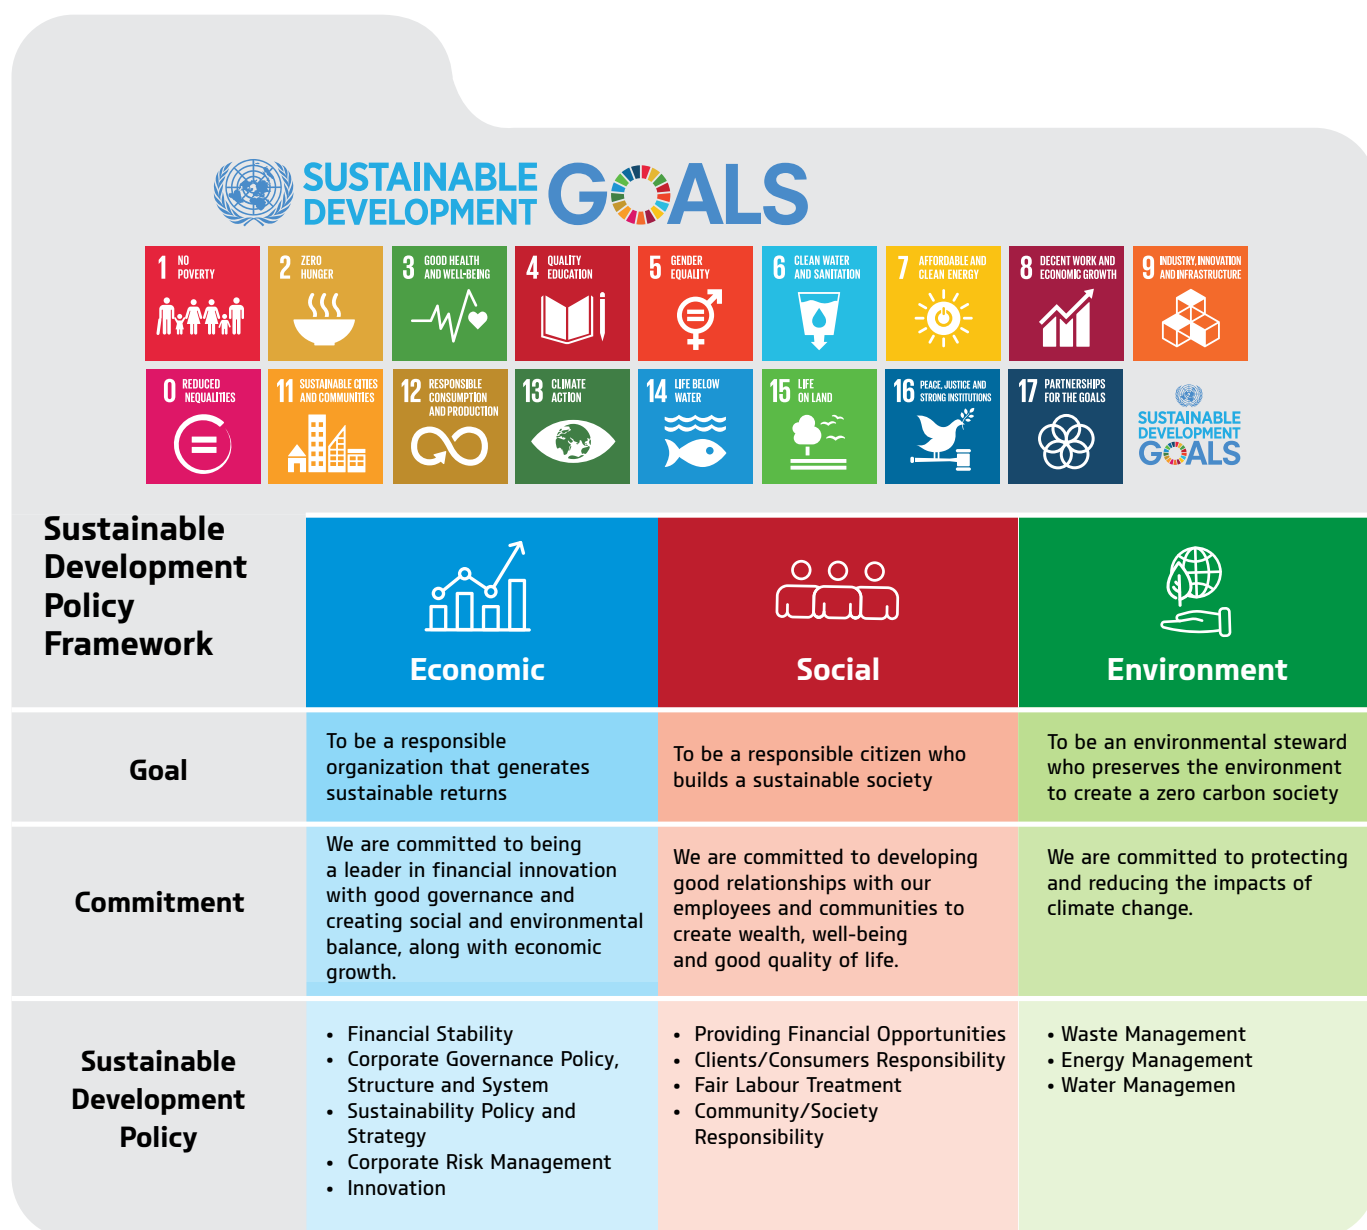 SUSTAINABLE
DEVELOPMENT
GOALS
1 NO
POVERTY
2 ZERO
HUNGER
3 GOOD HEALTH
AND WELL-BEING
4 QUALITY
EDUCATION
5 GENDER
EQUALITY
6 CLEAN WATER
AND SANITATION
7 AFFORDABLE AND
CLEAN ENERGY
8 DECENT WORK AND
ECONOMIC GROWTH
9 INDUSTRY, INNOVATION
AND INFRASTRUCTURE
0 REDUCED
NEQUALITIES
11 SUSTAINABLE CITIES
AND COMMUNITIES
12 RESPONSIBLE
CONSUMPTION
AND PRODUCTION
13 CLIMATE
ACTION
14 LIFE BELOW
WATER
15 LIFE
ON LAND
16 PEACE, JUSTICE AND
STRONG INSTITUTIONS
17 PARTNERSHIPS
FOR THE GOALS
SUSTAINABLE
DEVELOPMENT
GOALS
Sustainable
Development
Policy
Framework
Economic
Social
Environment
Goal
To be a responsible
organization that generates
sustainable returns
To be a responsible citizen who
builds a sustainable society
To be an environmental steward
who preserves the environment
to create a zero carbon society
Commitment
We are committed to being
a leader in financial innovation
with good governance and
creating social and environmental
balance, along with economic
growth.
We are committed to developing
good relationships with our
employees and communities to
create wealth, well-being
and good quality of life.
We are committed to protecting
and reducing the impacts of
climate change.
Sustainable
Development
Policy
• Financial Stability
• Corporate Governance Policy,
Structure and System
• Sustainability Policy and
Strategy
• Corporate Risk Management
• Innovation
• Providing Financial Opportunities
• Clients/Consumers Responsibility
• Fair Labour Treatment
• Community/Society
Responsibility
• Waste Management
• Energy Management
• Water Managemen